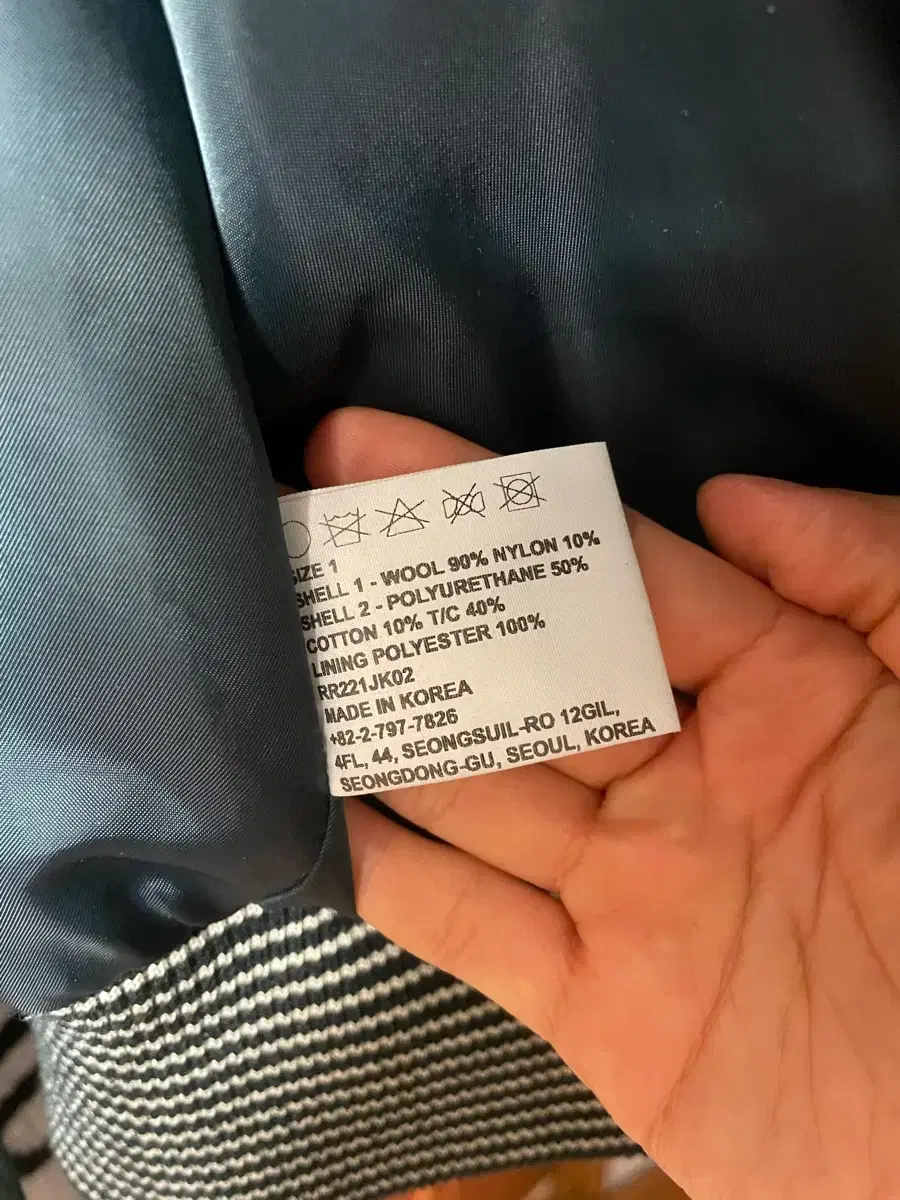 SIZE 1
SHELL 1 - WOOL 90% NYLON 10%
SHELL 2 - POLYURETHANE 50%
COTTON 10% T/C 40%
LINING POLYESTER 100%
RR221JK02
MADE IN KOREA
+82-2-797-7826
4FL, 44, SEONGSUIL-RO 12GIL,
SEONGDONG-GU, SEOUL, KOREA